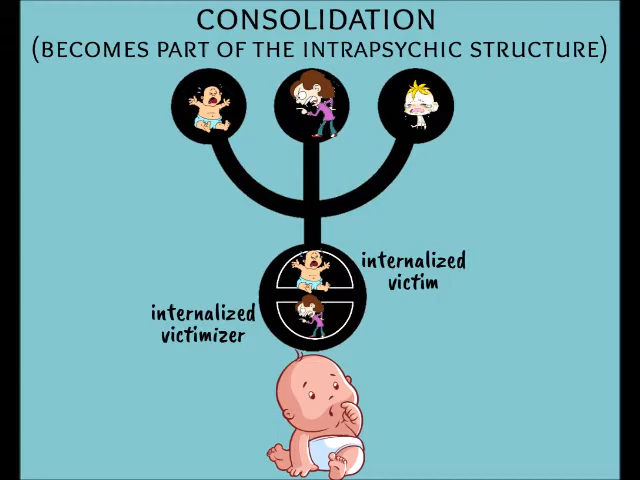 CONSOLIDATION
(BECOMES PART OF THE INTRAPSYCHIC STRUCTURE)
internalized
victim
internalized
victimizer